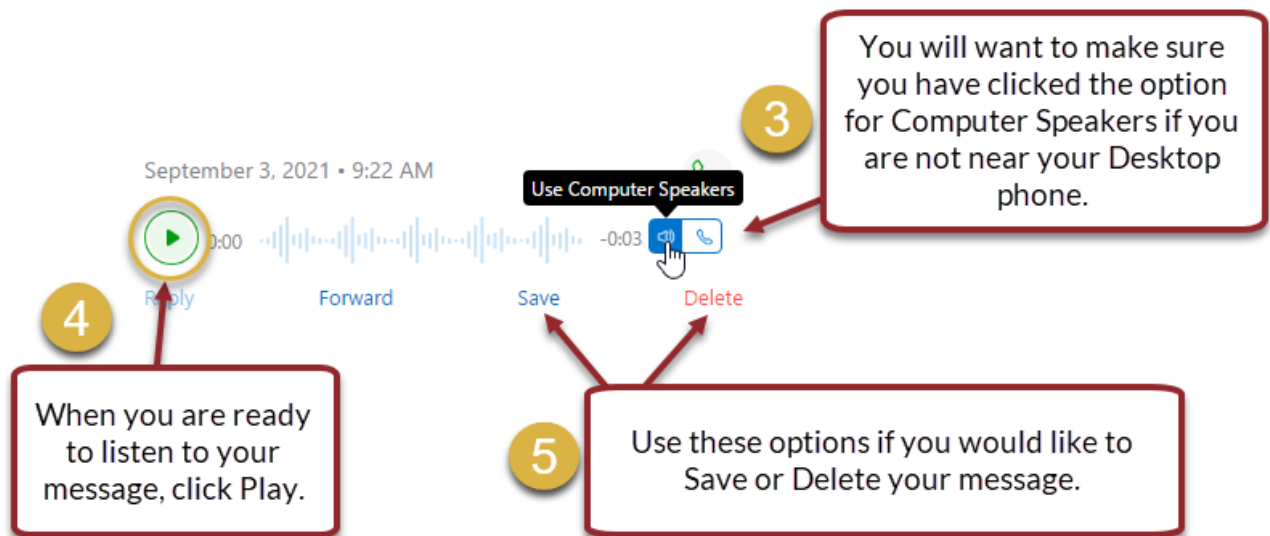 3
You will want to make sure
you have clicked the option
for Computer Speakers if you
are not near your Desktop
phone.
September 3, 2021 • 9:22 AM
Use Computer Speakers
0:00
-0:03
Reply
Forward
Save
Delete
4
When you are ready
to listen to your
message, click Play.
5
Use these options if you would like to
Save or Delete your message.